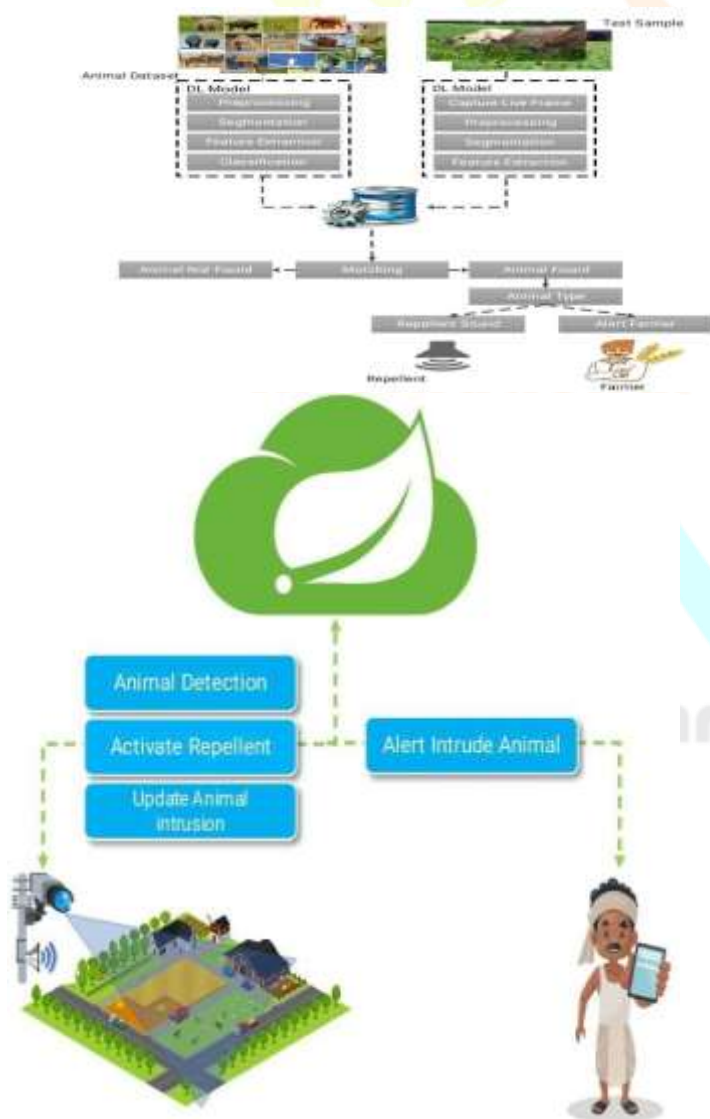 Test Sample
Animal Dataset
DL Model
Preprocessing
Segmentation
Feature Extraction
Classification
DL Model
Capture Live Frame
Preprocessing
Segmentation
Feature Extraction
Animal Not Found
Matching
Animal Found
Animal Type
Repellent Sound
Alert Farmer
Repellent
Farmer
Animal Detection
Activate Repellent
Update Animal
intrusion
Alert Intrude Animal